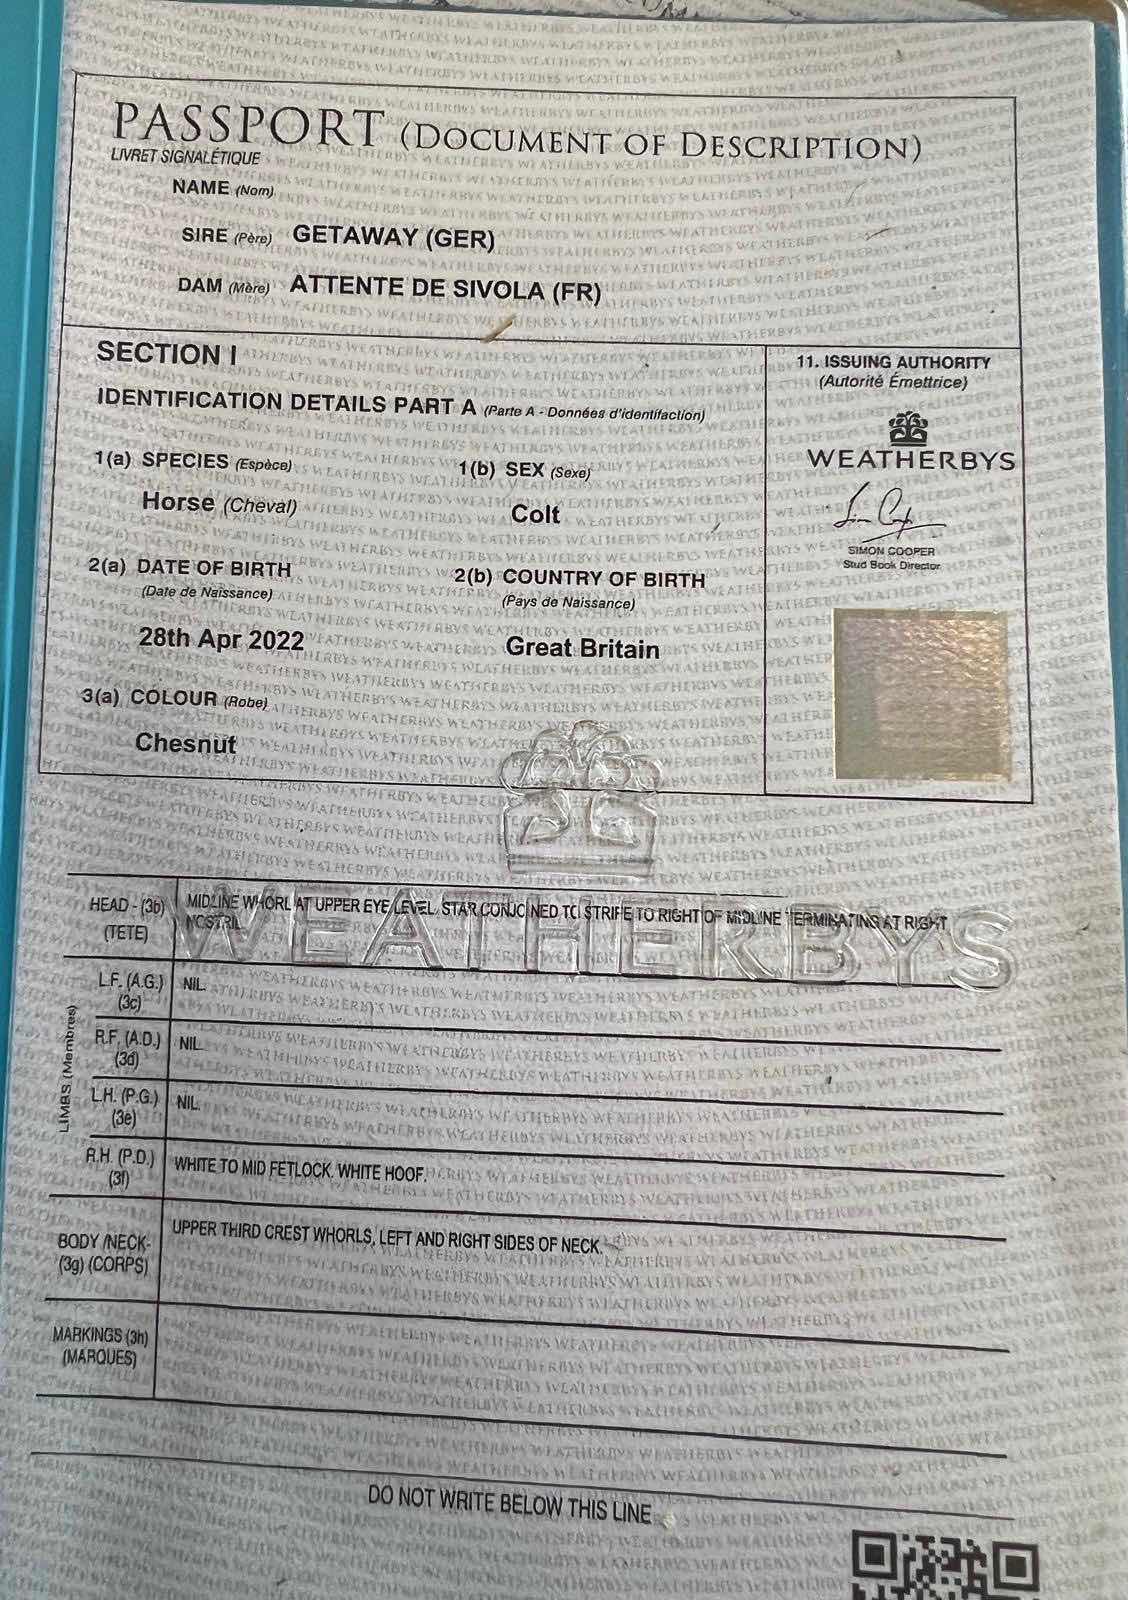 PASSPORT (DOCUMENT OF DESCRIPTION)
LIVRET SIGNALÉTIQUE
NAME (Nom)
SIRE (Père) GETAWAY (GER)
DAM (Mère) ATTENTE DE SIVOLA (FR)
SECTION I
IDENTIFICATION DETAILS PART A (Parte A - Données d'identifaction)
1(a) SPECIES (Espèce) 1(b) SEX (Sexe)
Horse (Cheval) Colt
2(a) DATE OF BIRTH 2(b) COUNTRY OF BIRTH
(Date de Naissance) (Pays de Naissance)
28th Apr 2022 Great Britain
3(a) COLOUR (Robe)
Chesnut
11. ISSUING AUTHORITY
(Autorité Émettrice)
WEATHERBYS
SIMON COOPER
Stud Book Director
WEATHERBYS
HEAD - (3b) MIDLINE WHORL AT UPPER EYE LEVEL. STAR CONJOINED TO STRIPE TO RIGHT OF MIDLINE TERMINATING AT RIGHT
(TETE) NOSTRIL.
LIMBS (Membres)
L.F. (A.G.) NIL.
(3c)
R.F. (A.D.) NIL.
(3d)
L.H. (P.G.) NIL.
(3e)
R.H. (P.D.) WHITE TO MID FETLOCK. WHITE HOOF.
(3f)
BODY /NECK- UPPER THIRD CREST WHORLS, LEFT AND RIGHT SIDES OF NECK.
(3g) (CORPS)
MARKINGS (3h)
(MARQUES)
DO NOT WRITE BELOW THIS LINE